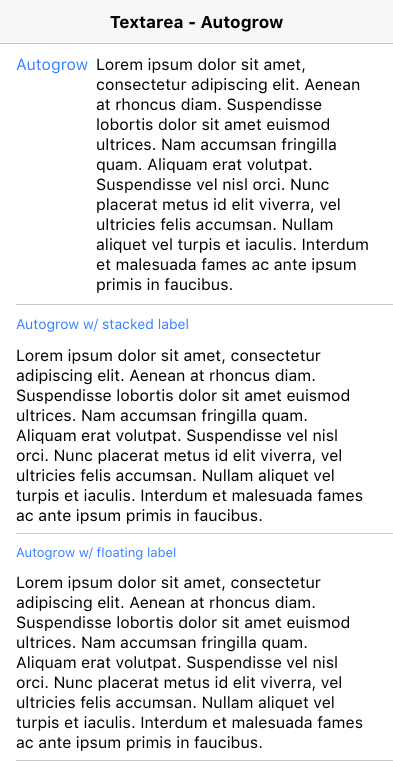 Textarea - Autogrow
Autogrow Lorem ipsum dolor sit amet,
consectetur adipiscing elit. Aenean
at rhoncus diam. Suspendisse
lobortis dolor sit amet euismod
ultrices. Nam accumsan fringilla
quam. Aliquam erat volutpat.
Suspendisse vel nisl orci. Nunc
placerat metus id elit viverra, vel
ultricies felis accumsan. Nullam
aliquet vel turpis et iaculis. Interdum
et malesuada fames ac ante ipsum
primis in faucibus.
Autogrow w/ stacked label
Lorem ipsum dolor sit amet, consectetur
adipiscing elit. Aenean at rhoncus diam.
Suspendisse lobortis dolor sit amet euismod
ultrices. Nam accumsan fringilla quam.
Aliquam erat volutpat. Suspendisse vel nisl
orci. Nunc placerat metus id elit viverra, vel
ultricies felis accumsan. Nullam aliquet vel
turpis et iaculis. Interdum et malesuada fames
ac ante ipsum primis in faucibus.
Autogrow w/ floating label
Lorem ipsum dolor sit amet, consectetur
adipiscing elit. Aenean at rhoncus diam.
Suspendisse lobortis dolor sit amet euismod
ultrices. Nam accumsan fringilla quam.
Aliquam erat volutpat. Suspendisse vel nisl
orci. Nunc placerat metus id elit viverra, vel
ultricies felis accumsan. Nullam aliquet vel
turpis et iaculis. Interdum et malesuada fames
ac ante ipsum primis in faucibus.